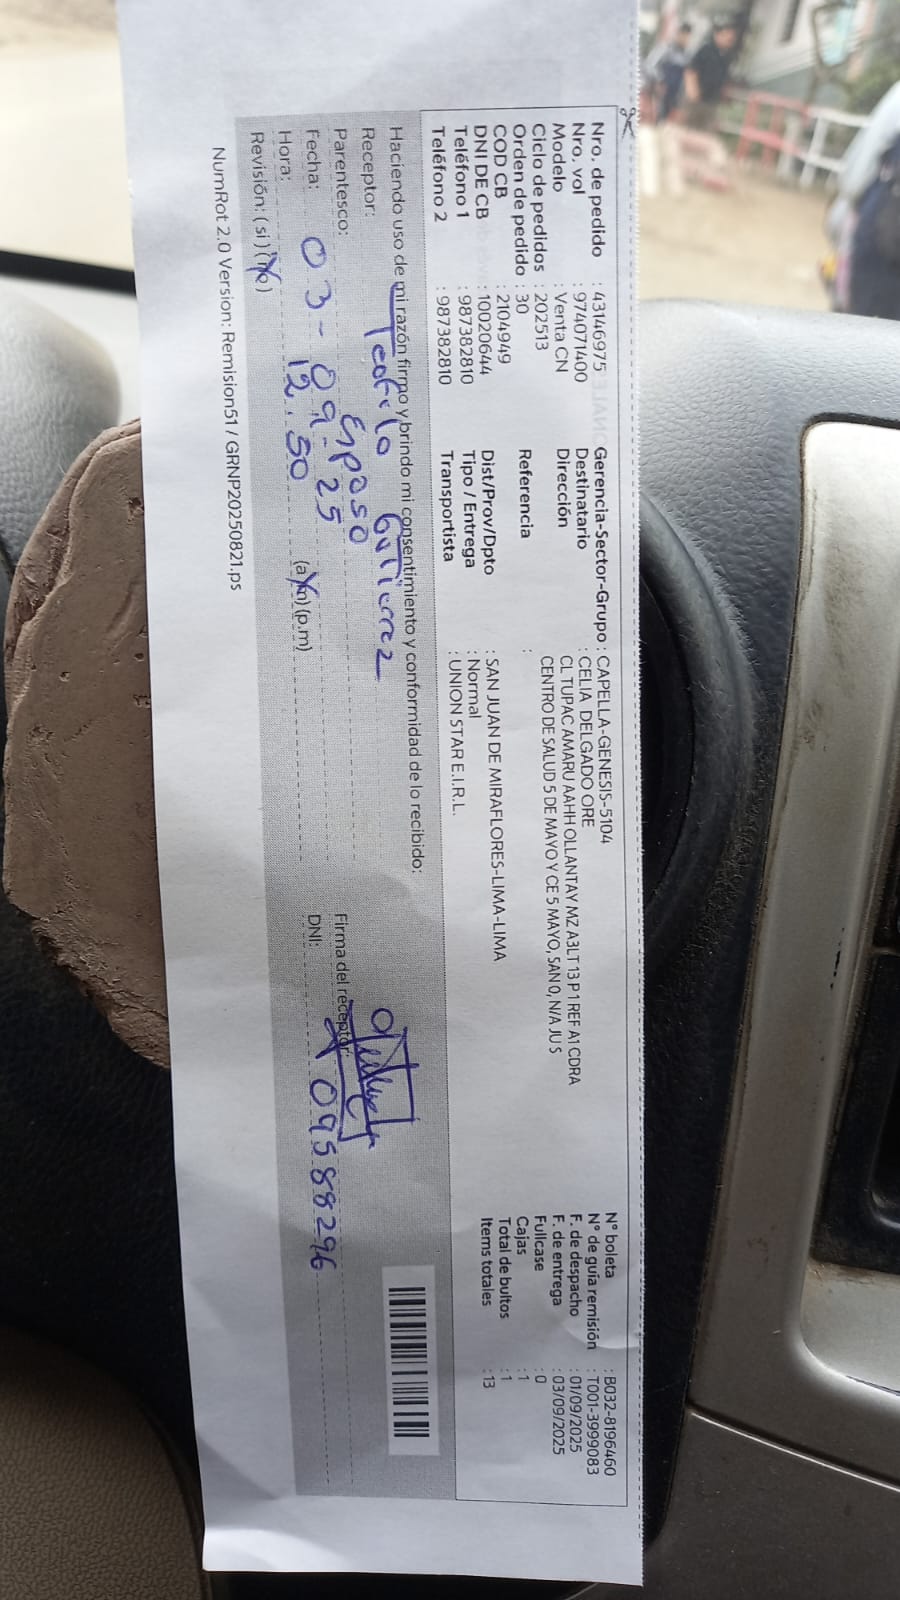 Nro. de pedido : 43146975
Nro. vol : 974071400
Modelo : Venta CN
Ciclo de pedidos : 202513
Orden de pedido : 30
COD CB : 2104949
DNI DE CB : 10020644
Teléfono 1 : 987382810
Teléfono 2 : 987382810
Gerencia-Sector-Grupo : CAPELLA-GENESIS-5104
Destinatario : CELIA DELGADO ORE
Dirección : CL TUPAC AMARU AAHH OLLANTAY MZ A3LT 13 P 1 REF A1 CDRA
CENTRO DE SALUD 5 DE MAYO Y CE 5 MAYO, SAN 0, N/A JU S
Referencia :
Dist/Prov/Dpto : SAN JUAN DE MIRAFLORES-LIMA-LIMA
Tipo / Entrega : Normal
Transportista : UNION STAR E.I.R.L.
N° boleta : B032-8196460
N° de guía remisión : T001-3999083
F. de despacho : 01/09/2025
F. de entrega : 03/09/2025
Fullcase : 0
Cajas : 1
Total de bultos : 1
Items totales : 13
Haciendo uso de mi razón firmo y brindo mi consentimiento y conformidad de lo recibido:
Receptor: Teofilo Gutierrez
Parentesco: Esposo
Fecha: 03-09-25
Hora: 12.50 (a.m) (p.m)
Revisión: ( si ) ( no )
Firma del receptor:
DNI: 09588296
NumRot 2.0 Version: Remision51 / GRNP20250821.ps